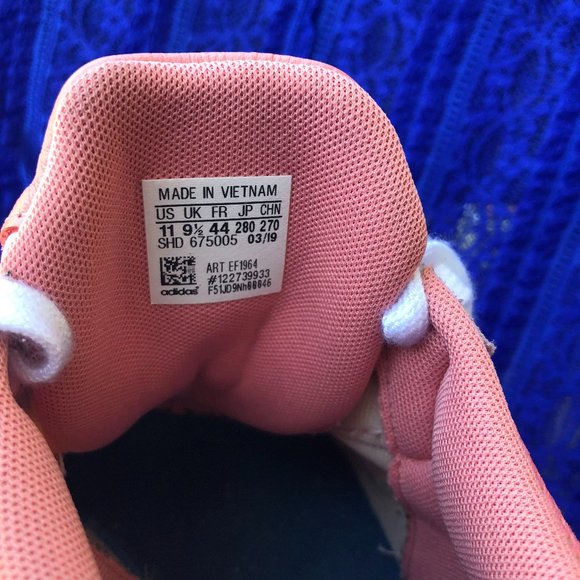 MADE IN VIETNAM
US UK FR JP CHN
11 9½ 44 280 270
SHD 675005 03/19
ART EF1964
#122739933
F51JD9Nh00046
adidas